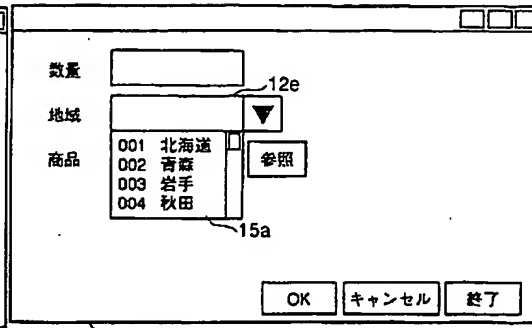 数量
12e
地域
001 北海道
商品
参照
002 青森
003 岩手
004 秋田
15a
OK
キャンセル
終了